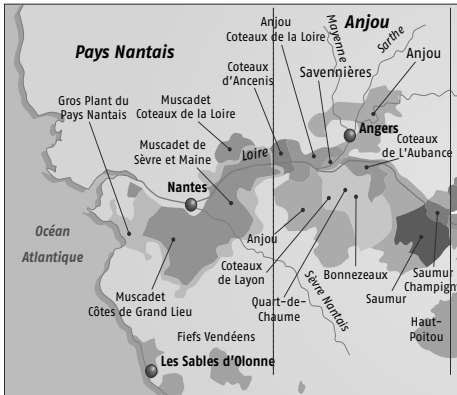 Anjou
Coteaux de la Loire
Anjou
Pays Nantais
Mayenne
Sarthe
Coteaux
d'Ancenis
Savennières
Anjou
Gros Plant du
Pays Nantais
Muscadet
Coteaux de la Loire
Angers
Muscadet de
Sèvre et Maine
Loire
Coteaux
de L'Aubance
Nantes
Océan
Atlantique
Anjou
Coteaux
de Layon
Bonnezeaux
Saumur
Champigny
Muscadet
Côtes de Grand Lieu
Quart-de-
Chaume
Sèvre Nantais
Saumur
Haut-
Poitou
Fiefs Vendéens
Les Sables d'Olonne